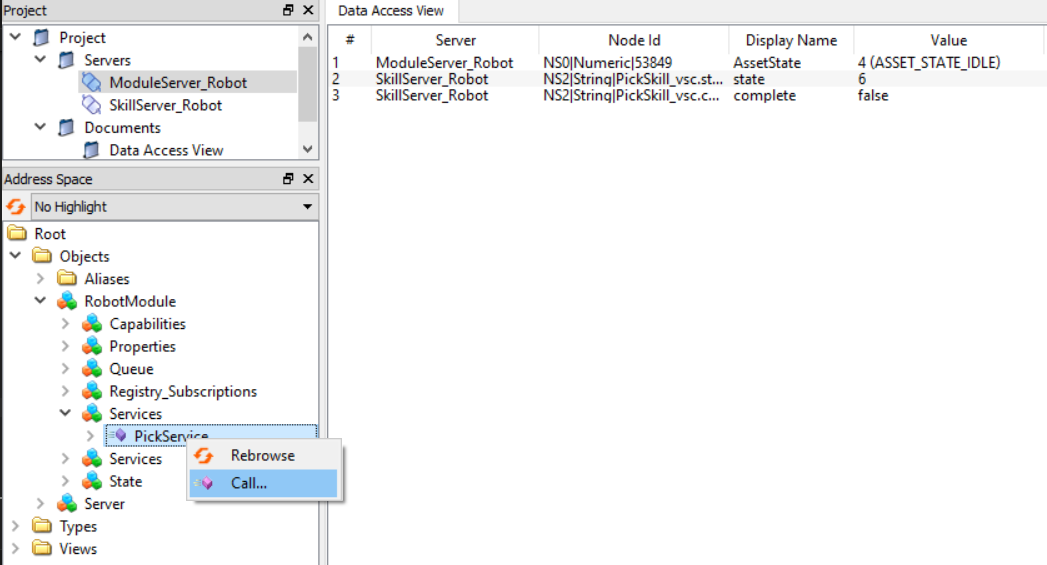 Project
Project
Servers
ModuleServer_Robot
SkillServer_Robot
Documents
Data Access View
Address Space
No Highlight
Root
Objects
Aliases
RobotModule
Capabilities
Properties
Queue
Registry_Subscriptions
Services
PickService
Rebrowse
Call...
Services
State
Server
Types
Views
Data Access View
# Server Node Id Display Name Value
1 ModuleServer_Robot NS0|Numeric|53849 AssetState 4 (ASSET_STATE_IDLE)
2 SkillServer_Robot NS2|String|PickSkill_vsc.st... state 6
3 SkillServer_Robot NS2|String|PickSkill_vsc.c... complete false